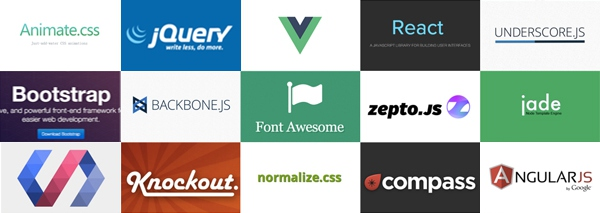 Animate.css
Just-add-water CSS animations
jQuery
write less, do more.
React
A JAVASCRIPT LIBRARY FOR BUILDING USER INTERFACES
UNDERSCORE.JS
Bootstrap
ve, and powerful front-end framework fo
easier web development.
Download Bootstrap
BACKBONE.JS
Font Awesome
zepto.JS
jade
Node Template Engine
Knockout.
normalize.css
compass
ANGULARJS
by Google